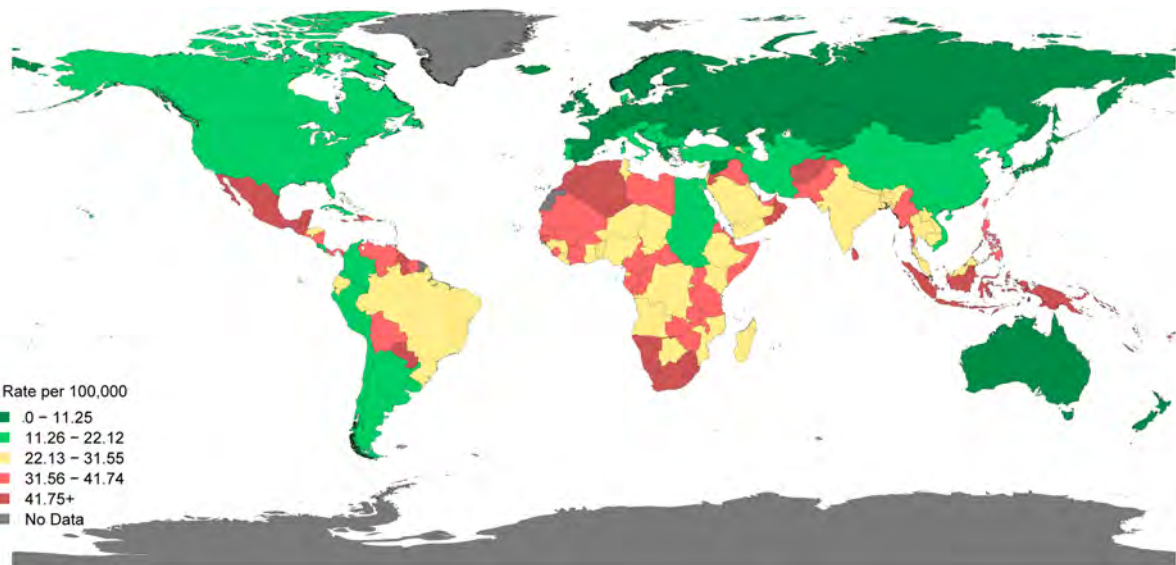 Rate per 100,000
.0 – 11.25
11.26 – 22.12
22.13 – 31.55
31.56 – 41.74
41.75+
No Data